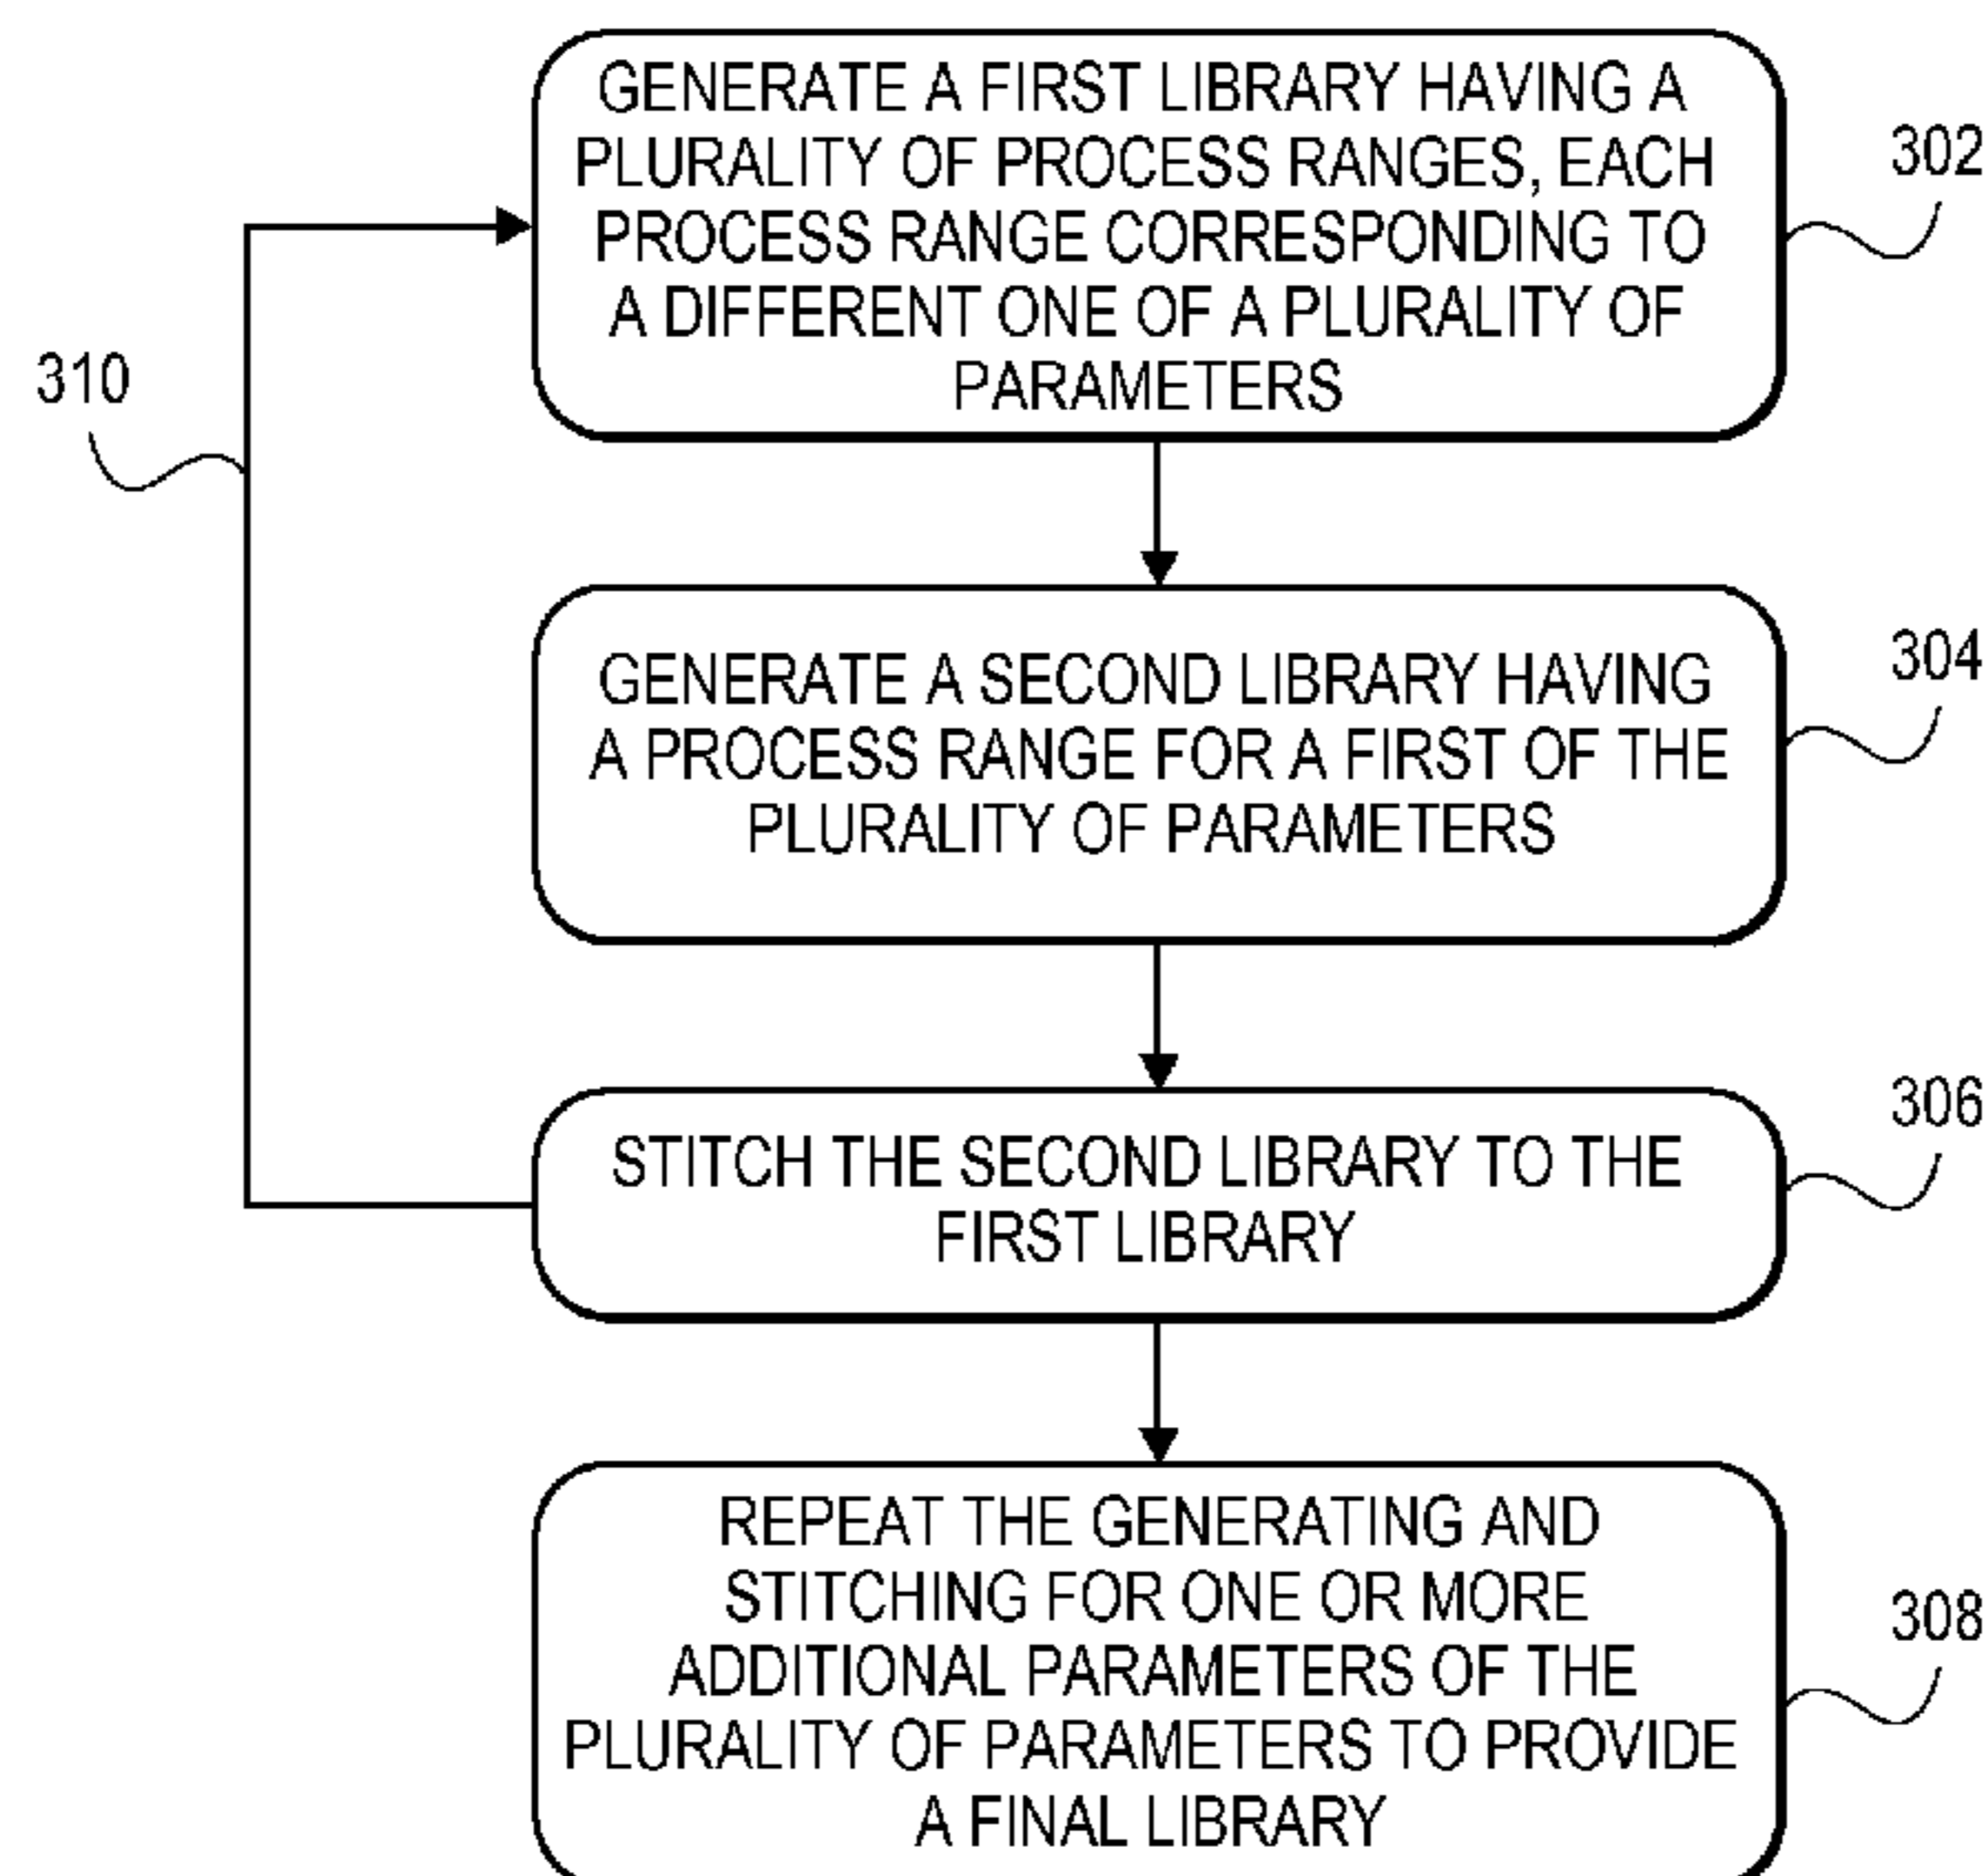 GENERATE A FIRST LIBRARY HAVING A
PLURALITY OF PROCESS RANGES, EACH
PROCESS RANGE CORRESPONDING TO
A DIFFERENT ONE OF A PLURALITY OF
PARAMETERS
302
310
GENERATE A SECOND LIBRARY HAVING
A PROCESS RANGE FOR A FIRST OF THE
PLURALITY OF PARAMETERS
304
STITCH THE SECOND LIBRARY TO THE
FIRST LIBRARY
306
REPEAT THE GENERATING AND
STITCHING FOR ONE OR MORE
ADDITIONAL PARAMETERS OF THE
PLURALITY OF PARAMETERS TO PROVIDE
A FINAL LIBRARY
308